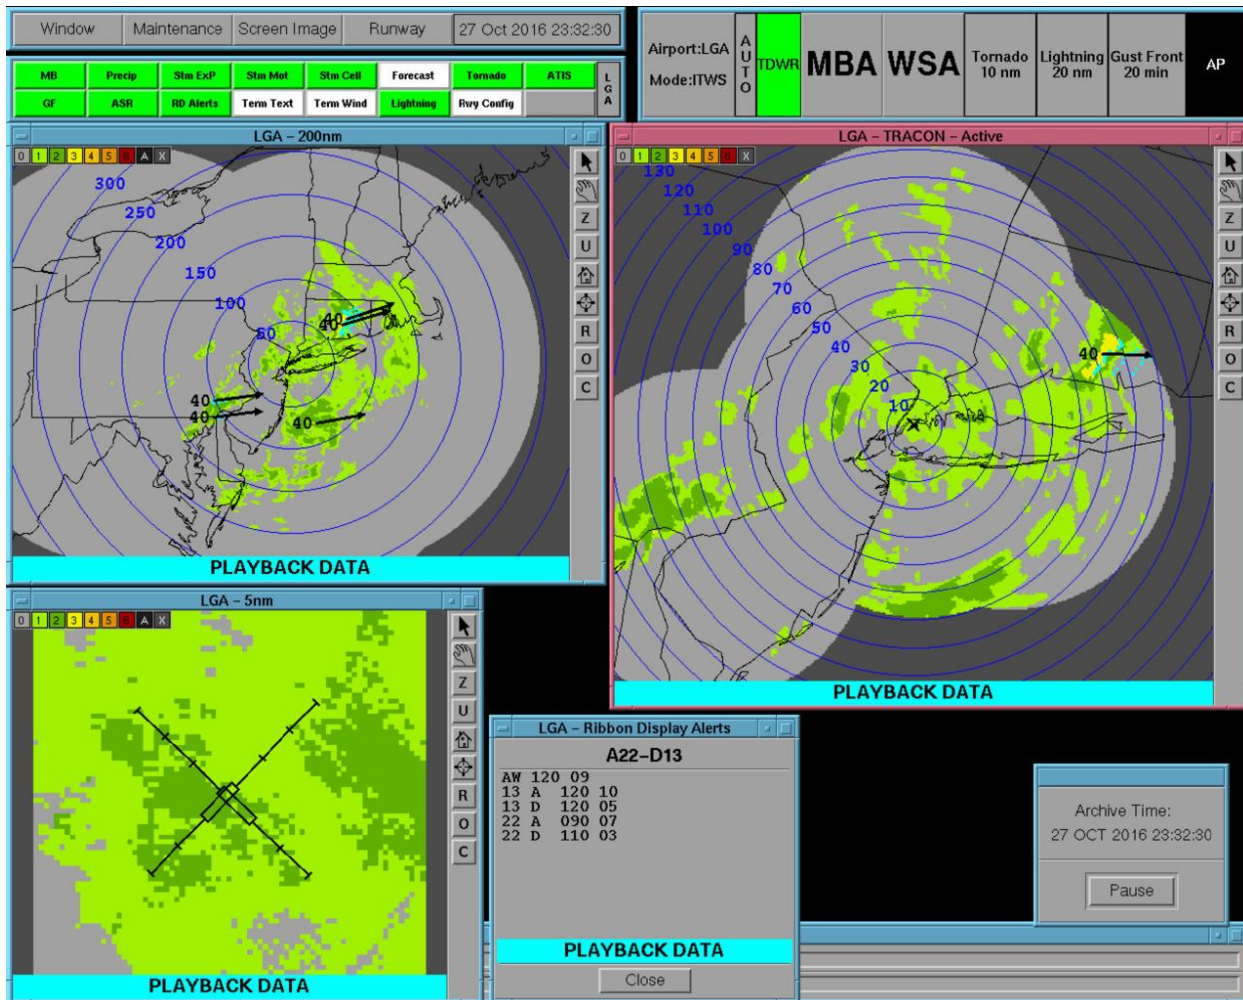 Window Maintenance Screen Image Runway 27 Oct 2016 23:32:30
MB Precip Stm ExP Stm Mot Stm Cell Forecast Tornado ATIS
GF ASR RD Alerts Term Text Term Wind Lightning Rwy Config
LGA
Airport:LGA
Mode:ITWS
AUTO
TDWR
MBA
WSA
Tornado
10 nm
Lightning
20 nm
Gust Front
20 min
AP
LGA – 200nm
0 1 2 3 4 5 6 A X
300
250
200
150
100
50
40
40
40
40
40
Z
U
R
O
C
PLAYBACK DATA
LGA – TRACON – Active
0 1 2 3 4 5 6 X
130
120
110
100
90
80
70
60
50
40
30
20
10
40
Z
U
R
O
C
PLAYBACK DATA
LGA – 5nm
0 1 2 3 4 5 6 A X
Z
U
R
O
C
PLAYBACK DATA
LGA – Ribbon Display Alerts
A22–D13
AW 120 09
13 A 120 10
13 D 120 05
22 A 090 07
22 D 110 03
PLAYBACK DATA
Close
Archive Time:
27 OCT 2016 23:32:30
Pause